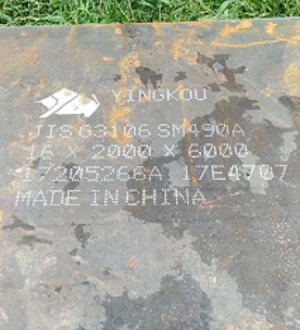 YINGKOU
JIS G3106 SM490A
16 X 2000 X 6000
17205266A 17E4707
MADE IN CHINA